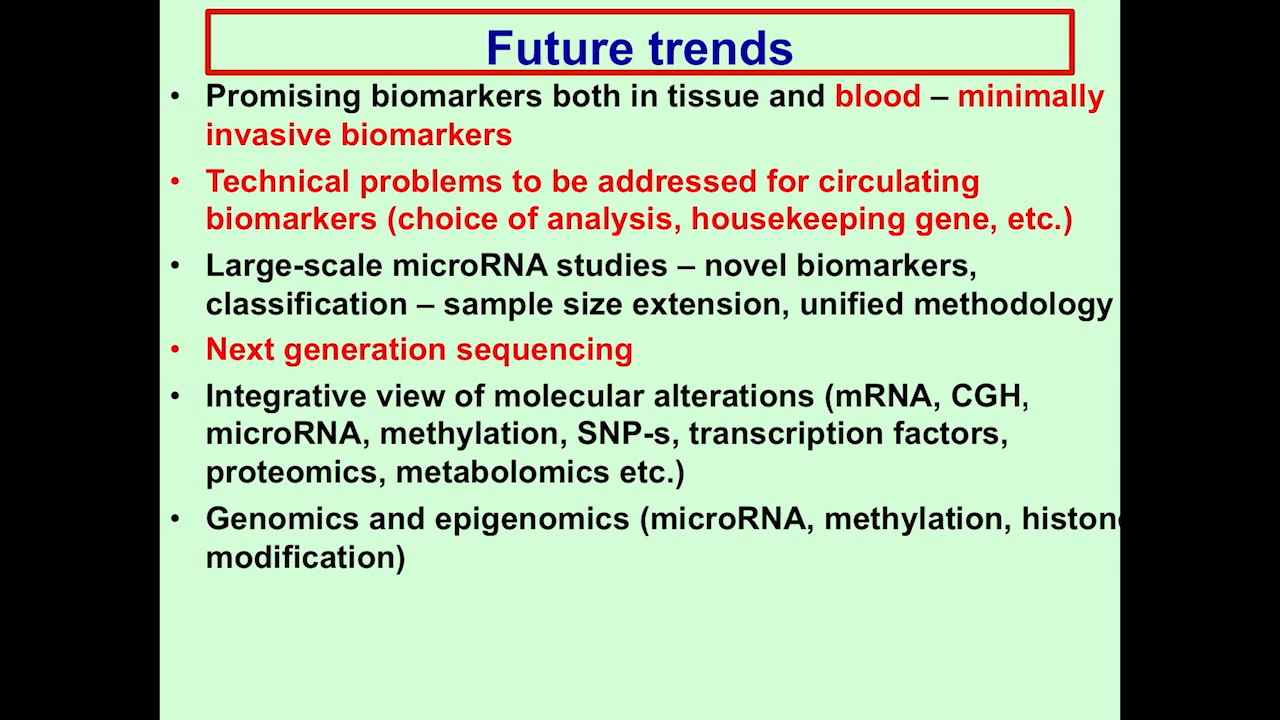 Future trends
• Promising biomarkers both in tissue and blood – minimally
invasive biomarkers
• Technical problems to be addressed for circulating
biomarkers (choice of analysis, housekeeping gene, etc.)
• Large-scale microRNA studies – novel biomarkers,
classification – sample size extension, unified methodology
• Next generation sequencing
• Integrative view of molecular alterations (mRNA, CGH,
microRNA, methylation, SNP-s, transcription factors,
proteomics, metabolomics etc.)
• Genomics and epigenomics (microRNA, methylation, histone
modification)